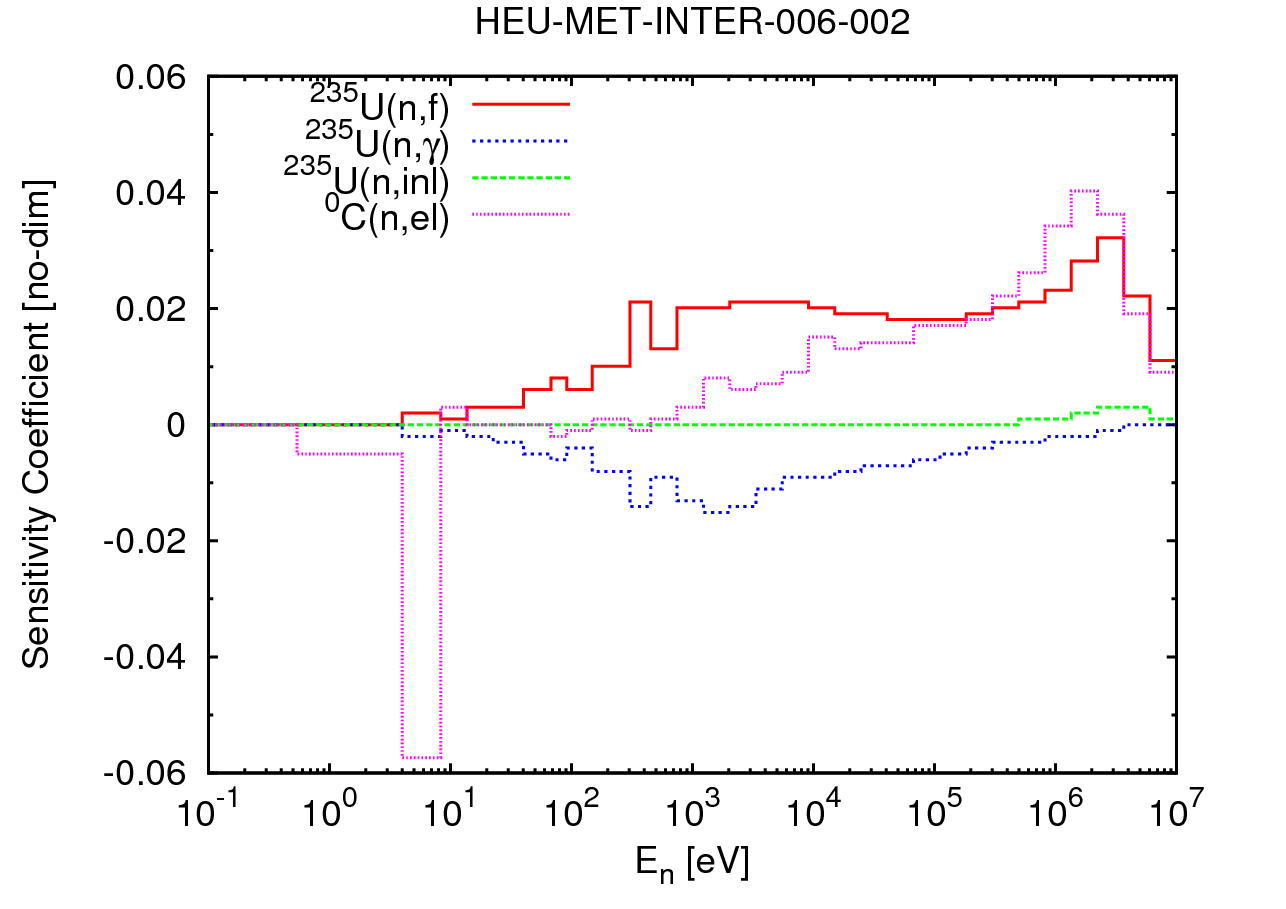 HEU-MET-INTER-006-002
0.06
0.04
0.02
0
-0.02
-0.04
-0.06
Sensitivity Coefficient [no-dim]
²³⁵U(n,f)
²³⁵U(n,γ)
²³⁵U(n,inl)
⁰C(n,el)
10⁻¹ 10⁰ 10¹ 10² 10³ 10⁴ 10⁵ 10⁶ 10⁷
Eₙ [eV]